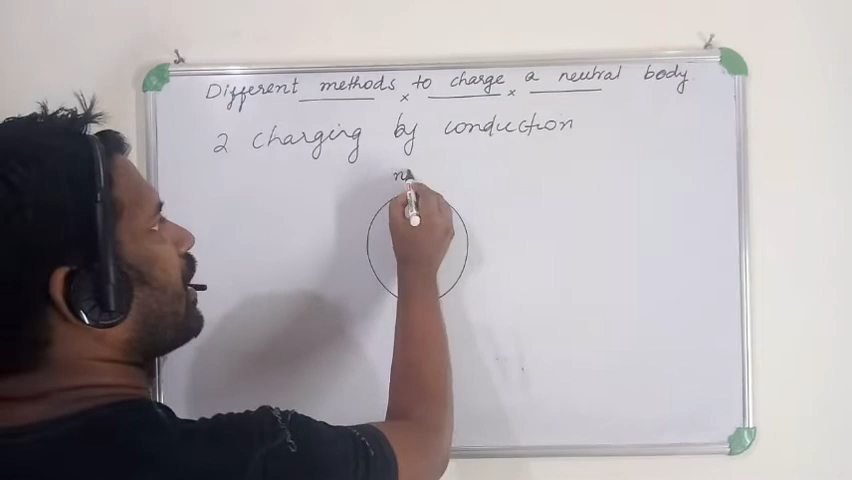 Different methods to charge a neutral body
2 charging by conduction